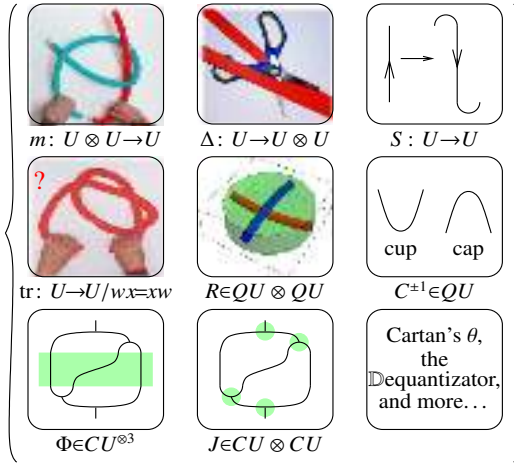 m: U ⊗ U→U
Δ: U→U ⊗ U
S: U→U
?
cup cap
tr: U→U/wx=xw
R∈QU ⊗ QU
C^{±1}∈QU
Cartan's θ,
the
𝔻equantizator,
and more…
Φ∈CU^{⊗3}
J∈CU ⊗ CU